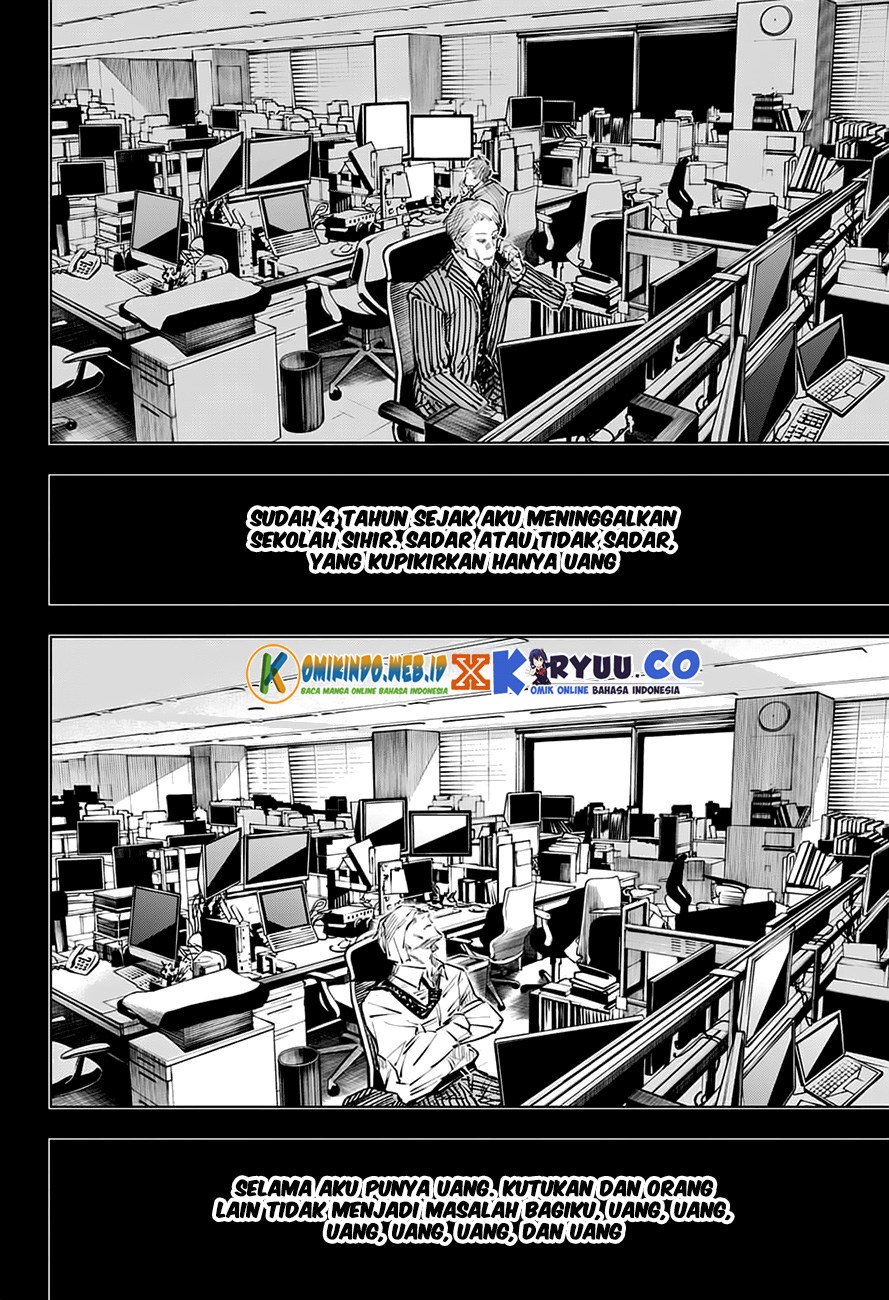 SUDAH 4 TAHUN SEJAK AKU MENINGGALKAN
SEKOLAH SIHIR. SADAR ATAU TIDAK SADAR,
YANG KUPIKIRKAN HANYA UANG
KOMIKINDO.WEB.ID X KIRYUU.CO
BACA MANGA ONLINE BAHASA INDONESIA OMIK ONLINE BAHASA INDONESIA
SELAMA AKU PUNYA UANG. KUTUKAN DAN ORANG
LAIN TIDAK MENJADI MASALAH BAGIKU, UANG, UANG,
UANG, UANG, UANG, DAN UANG